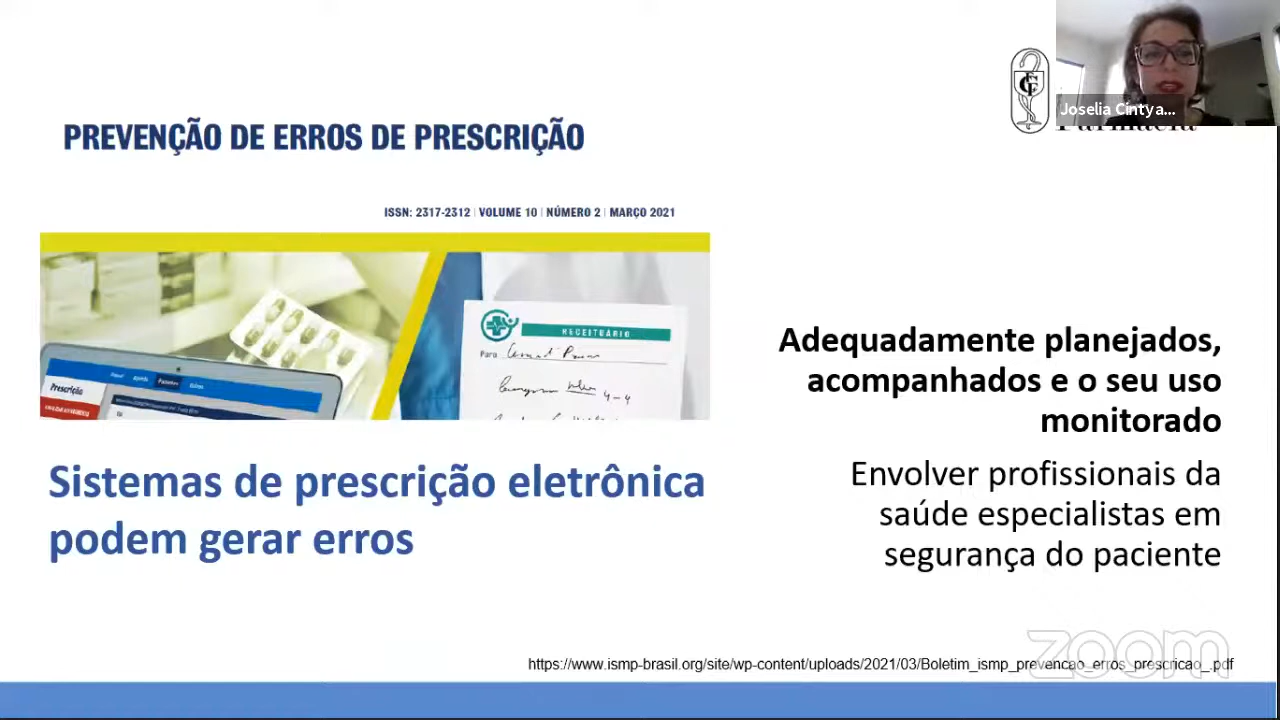 Joselia Cintya...
Farmácia
PREVENÇÃO DE ERROS DE PRESCRIÇÃO
ISSN: 2317-2312 | VOLUME 10 | NÚMERO 2 | MARÇO 2021
RECEITUÁRIO
Para
Prescrição
Sistemas de prescrição eletrônica
podem gerar erros
Adequadamente planejados,
acompanhados e o seu uso
monitorado
Envolver profissionais da
saúde especialistas em
segurança do paciente
zoom
https://www.ismp-brasil.org/site/wp-content/uploads/2021/03/Boletim_ismp_prevencao_erros_prescricao_.pdf